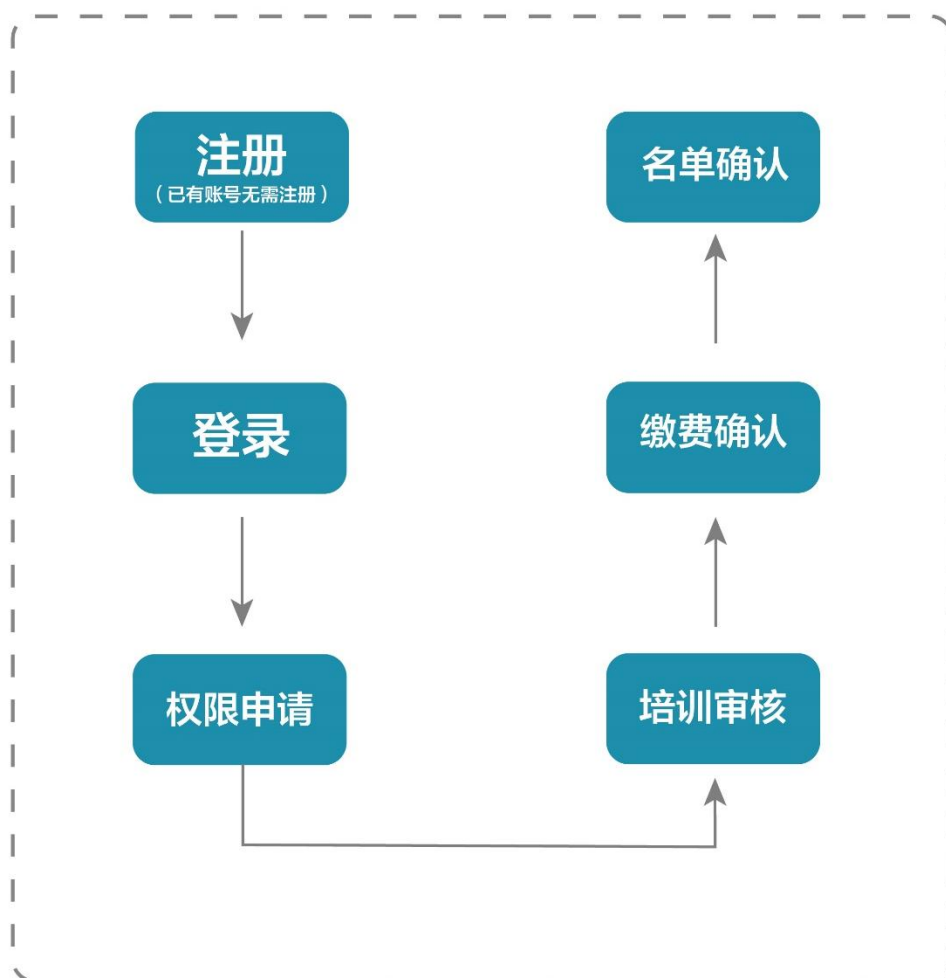 注册
（已有账号无需注册）
登录
权限申请
培训审核
缴费确认
名单确认